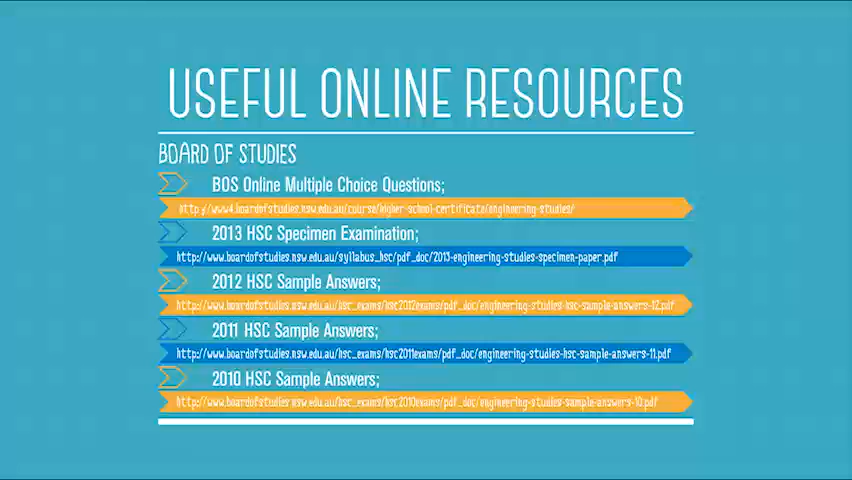 USEFUL ONLINE RESOURCES
BOARD OF STUDIES
BOS Online Multiple Choice Questions;
http://www4.boardofstudies.nsw.edu.au/course/higher-school-certificate/engineering-studies/
2013 HSC Specimen Examination;
http://www.boardofstudies.nsw.edu.au/syllabus_hsc/pdf_doc/2013-engineering-studies-specimen-paper.pdf
2012 HSC Sample Answers;
http://www.boardofstudies.nsw.edu.au/hsc_exams/hsc2012exams/pdf_doc/engineering-studies-hsc-sample-answers-12.pdf
2011 HSC Sample Answers;
http://www.boardofstudies.nsw.edu.au/hsc_exams/hsc2011exams/pdf_doc/engineering-studies-hsc-sample-answers-11.pdf
2010 HSC Sample Answers;
http://www.boardofstudies.nsw.edu.au/hsc_exams/hsc2010exams/pdf_doc/engineering-studies-sample-answers-10.pdf